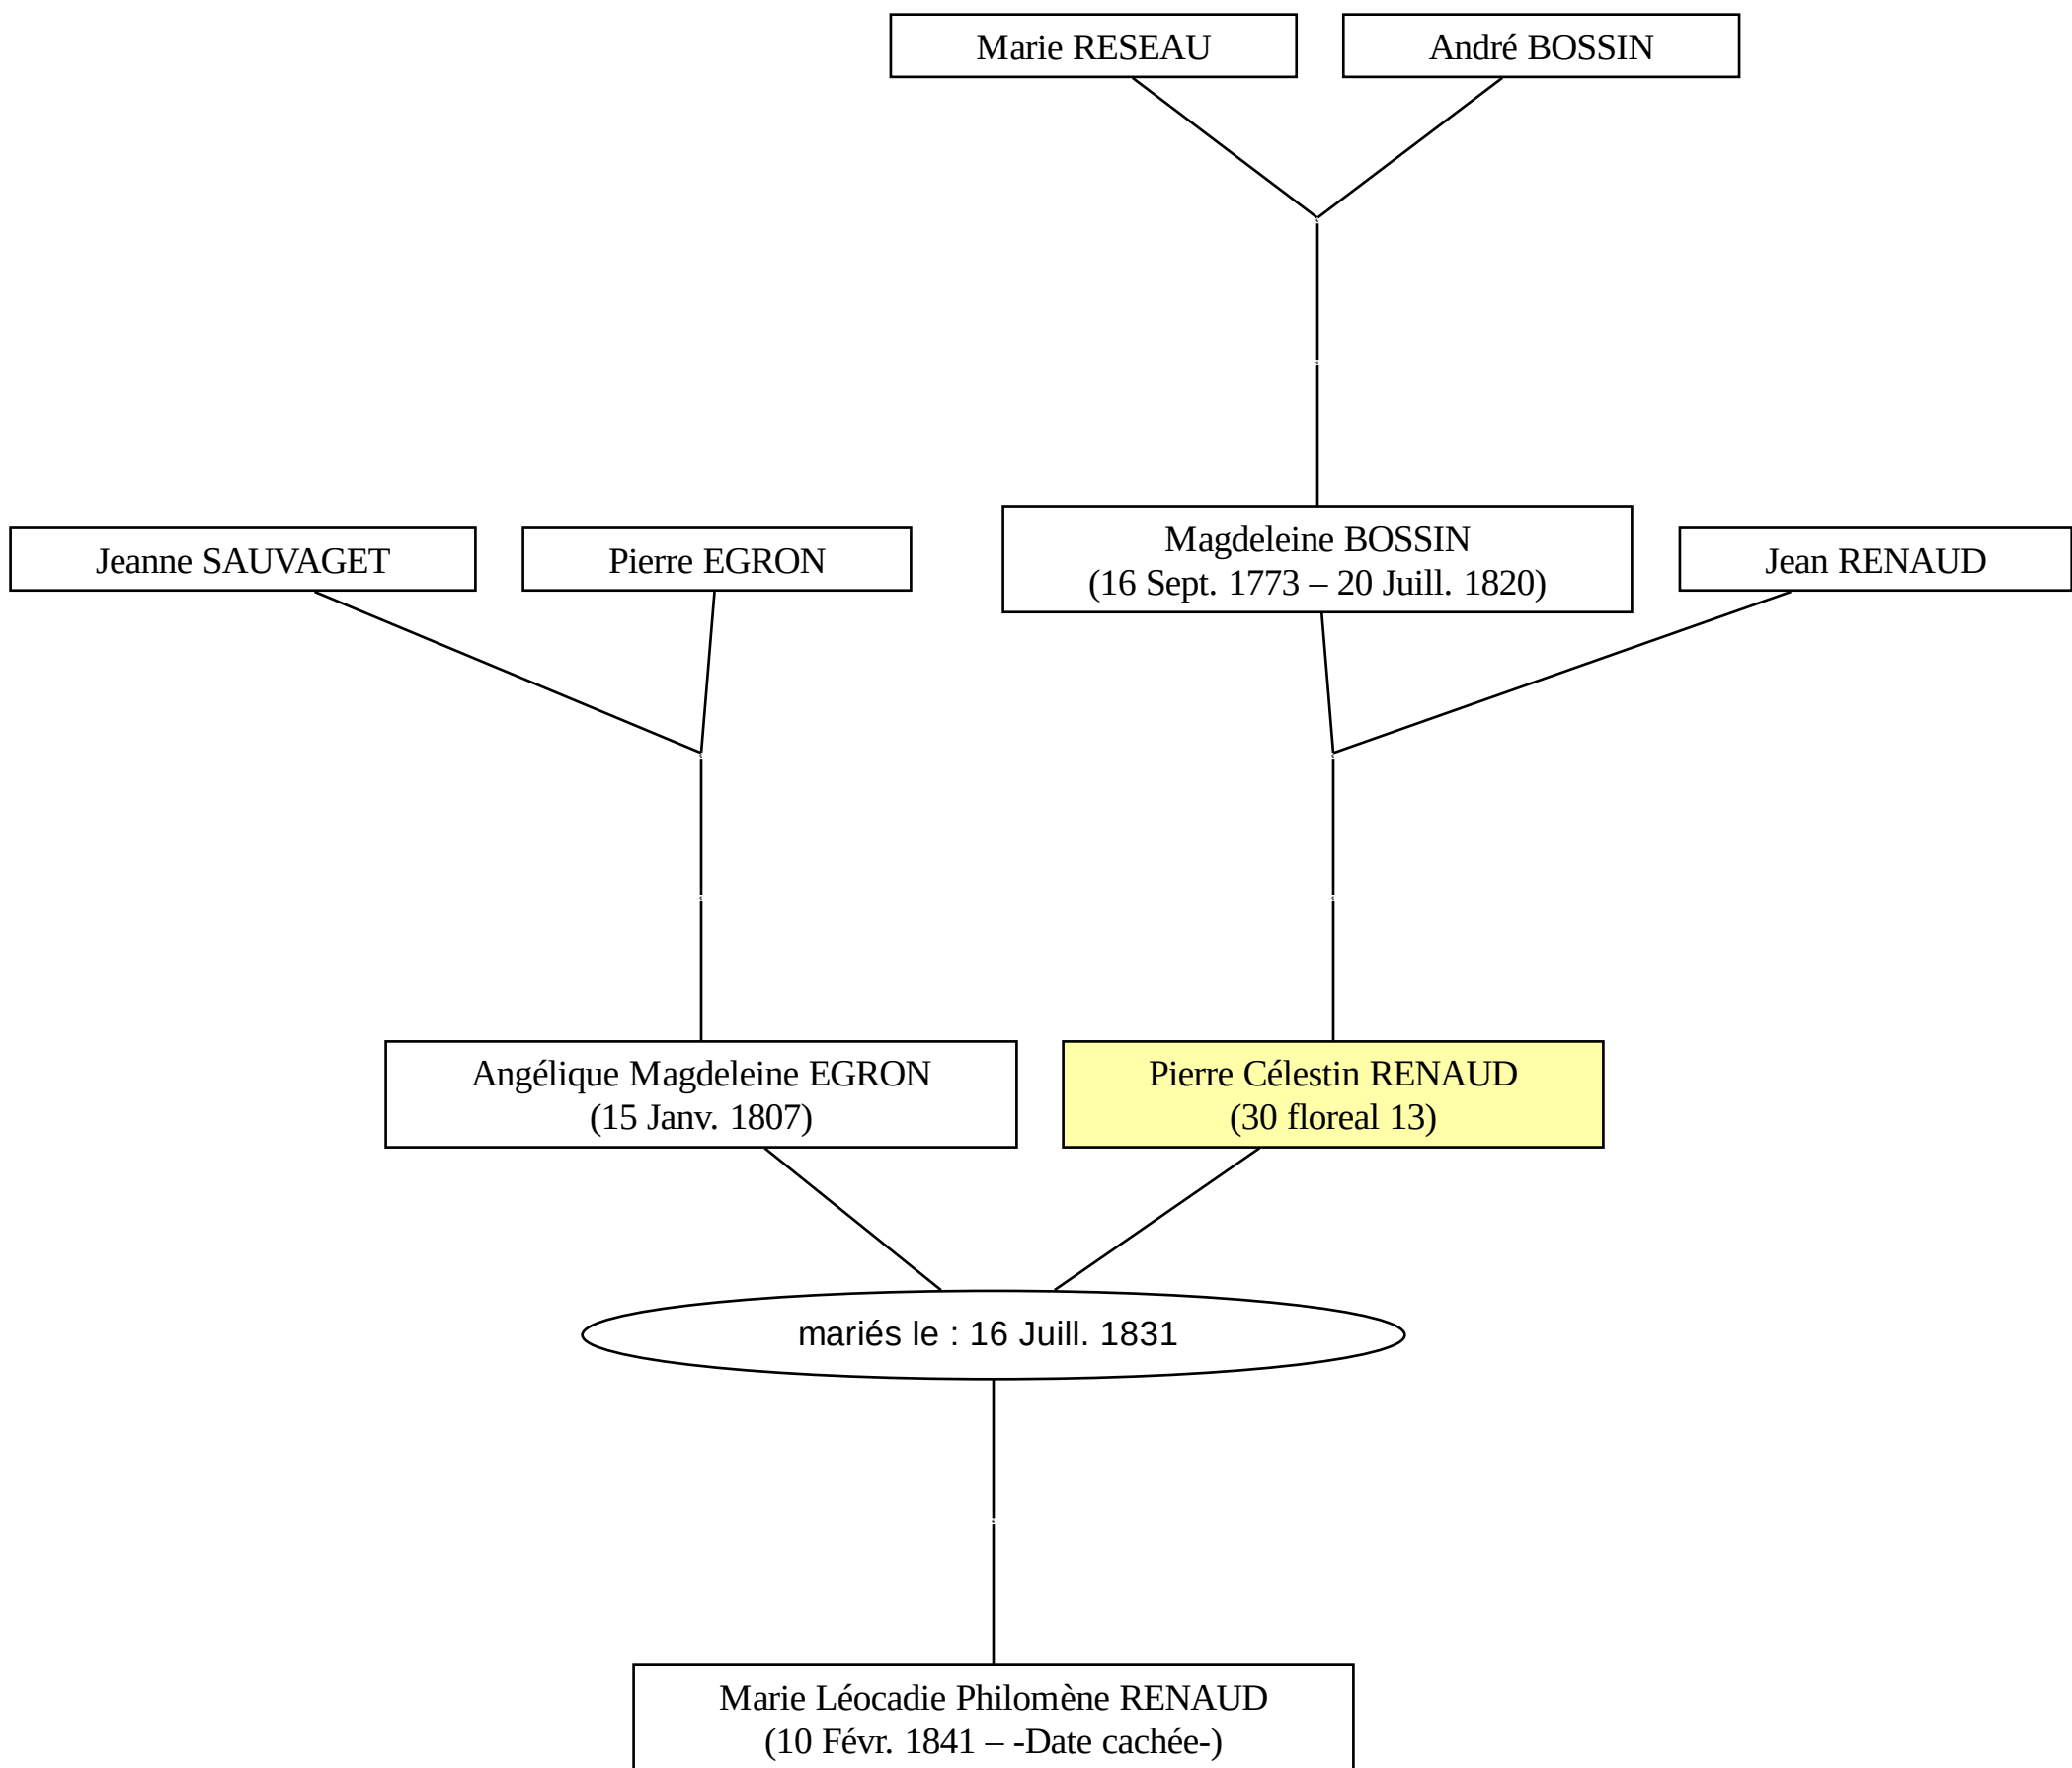 Marie RESEAU
André BOSSIN
Jeanne SAUVAGET
Pierre EGRON
Magdeleine BOSSIN
(16 Sept. 1773 – 20 Juill. 1820)
Jean RENAUD
Angélique Magdeleine EGRON
(15 Janv. 1807)
Pierre Célestin RENAUD
(30 floreal 13)
mariés le : 16 Juill. 1831
Marie Léocadie Philomène RENAUD
(10 Févr. 1841 – -Date cachée-)